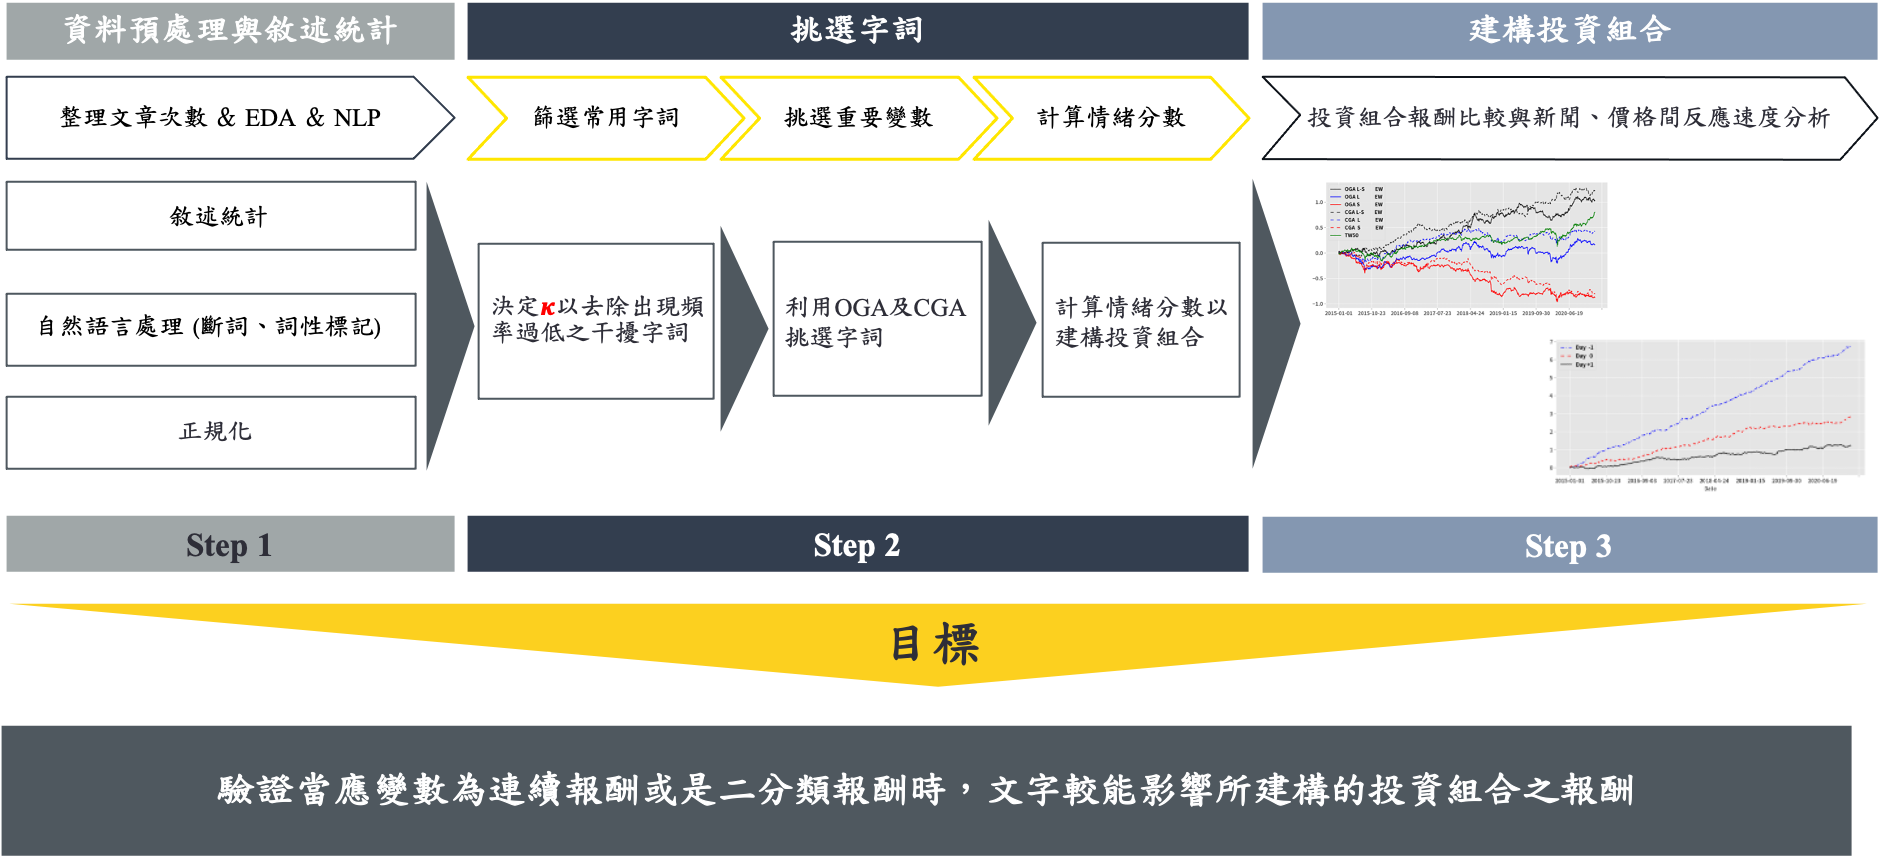 資料預處理與敘述統計
挑選字詞
建構投資組合
整理文章次數 & EDA & NLP
篩選常用字詞
挑選重要變數
計算情緒分數
投資組合報酬比較與新聞、價格間反應速度分析
敘述統計
自然語言處理 (斷詞、詞性標記)
正規化
決定κ以去除出現頻
率過低之干擾字詞
利用OGA及CGA
挑選字詞
計算情緒分數以
建構投資組合
OGA L-S EW
OGA L EW
OGA S EW
CGA L-S EW
CGA L EW
CGA S EW
TW50
1.0
0.5
0.0
−0.5
−1.0
2015-01-01 2015-10-23 2016-09-08 2017-07-23 2018-04-24 2019-01-15 2019-09-30 2020-06-19
Day -1
Day 0
Day+1
7
6
5
4
3
2
1
0
2015-01-01 2015-10-23 2016-09-08 2017-07-23 2018-04-24 2019-01-15 2019-09-30 2020-06-19
Date
Step 1
Step 2
Step 3
目標
驗證當應變數為連續報酬或是二分類報酬時，文字較能影響所建構的投資組合之報酬